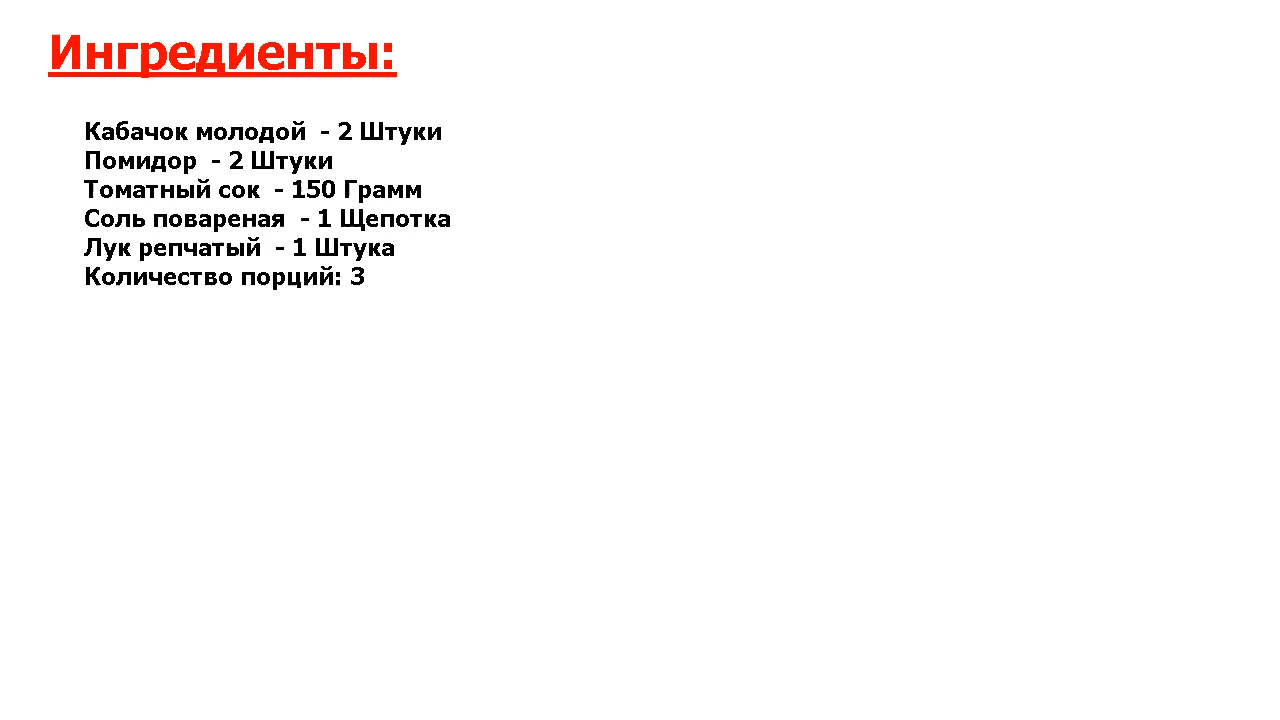 Ингредиенты:
Кабачок молодой  - 2 Штуки
Помидор  - 2 Штуки
Томатный сок  - 150 Грамм
Соль повареная  - 1 Щепотка
Лук репчатый  - 1 Штука
Количество порций: 3